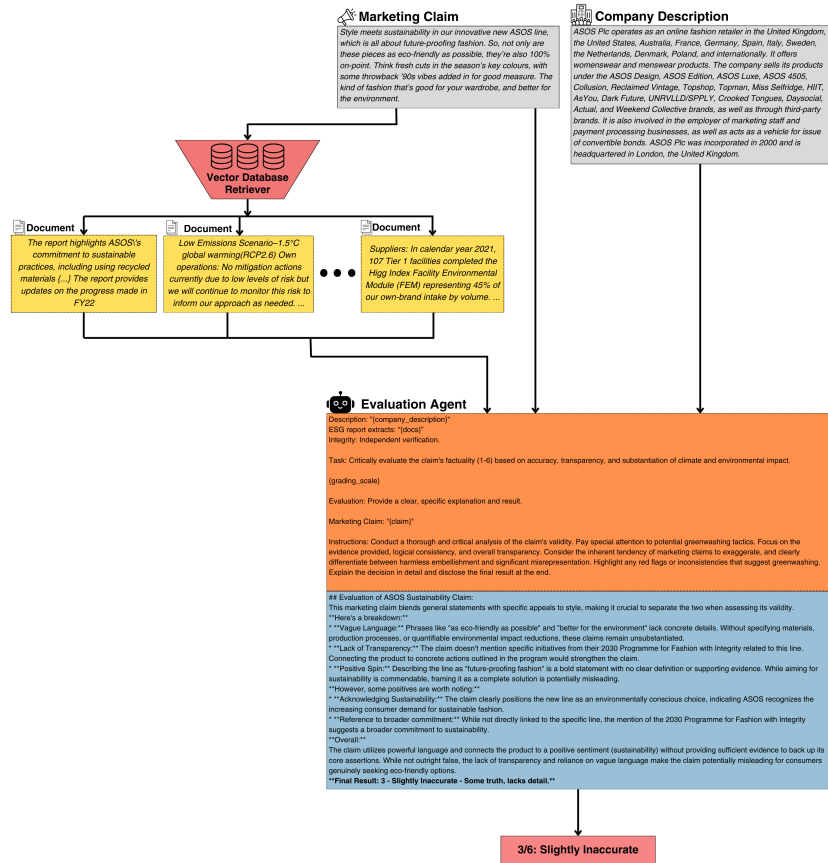 Marketing Claim
Style meets sustainability in our innovative new ASOS line,
which is all about future-proofing fashion. So, not only are
these pieces as eco-friendly as possible, they're also 100%
on-point. Think fresh cuts in the season's key colours, with
some throwback '90s vibes added in for good measure. The
kind of fashion that's good for your wardrobe, and better for
the environment.
Company Description
ASOS Plc operates as an online fashion retailer in the United Kingdom,
the United States, Australia, France, Germany, Spain, Italy, Sweden,
the Netherlands, Denmark, Poland, and internationally. It offers
womenswear and menswear products. The company sells its products
under the ASOS Design, ASOS Edition, ASOS Luxe, ASOS 4505,
Collusion, Reclaimed Vintage, Topshop, Topman, Miss Selfridge, HIIT,
AsYou, Dark Future, UNRVLLD/SPPLY, Crooked Tongues, Daysocial,
Actual, and Weekend Collective brands, as well as through third-party
brands. It is also involved in the employer of marketing staff and
payment processing businesses, as well as acts as a vehicle for issue
of convertible bonds. ASOS Plc was incorporated in 2000 and is
headquartered in London, the United Kingdom.
Vector Database
Retriever
Document
The report highlights ASOS\'s
commitment to sustainable
practices, including using recycled
materials {...} The report provides
updates on the progress made in
FY22
Document
Low Emissions Scenario–1.5°C
global warming(RCP2.6) Own
operations: No mitigation actions
currently due to low levels of risk but
we will continue to monitor this risk to
inform our approach as needed. ...
Document
Suppliers: In calendar year 2021,
107 Tier 1 facilities completed the
Higg Index Facility Environmental
Module (FEM) representing 45% of
our own-brand intake by volume. ...
Evaluation Agent
Description: "{company_description}"
ESG report extracts: "{docs}"
Integrity: Independent verification.
Task: Critically evaluate the claim's factuality (1-6) based on accuracy, transparency, and substantiation of climate and environmental impact.
{grading_scale}
Evaluation: Provide a clear, specific explanation and result.
Marketing Claim: "{claim}"
Instructions: Conduct a thorough and critical analysis of the claim's validity. Pay special attention to potential greenwashing tactics. Focus on the
evidence provided, logical consistency, and overall transparency. Consider the inherent tendency of marketing claims to exaggerate, and clearly
differentiate between harmless embellishment and significant misrepresentation. Highlight any red flags or inconsistencies that suggest greenwashing.
Explain the decision in detail and disclose the final result at the end.
## Evaluation of ASOS Sustainability Claim:
This marketing claim blends general statements with specific appeals to style, making it crucial to separate the two when assessing its validity.
**Here's a breakdown:**
* **Vague Language:** Phrases like "as eco-friendly as possible" and "better for the environment" lack concrete details. Without specifying materials,
production processes, or quantifiable environmental impact reductions, these claims remain unsubstantiated.
* **Lack of Transparency:** The claim doesn't mention specific initiatives from their 2030 Programme for Fashion with Integrity related to this line.
Connecting the product to concrete actions outlined in the program would strengthen the claim.
* **Positive Spin:** Describing the line as "future-proofing fashion" is a bold statement with no clear definition or supporting evidence. While aiming for
sustainability is commendable, framing it as a complete solution is potentially misleading.
**However, some positives are worth noting:**
* **Acknowledging Sustainability:** The claim clearly positions the new line as an environmentally conscious choice, indicating ASOS recognizes the
increasing consumer demand for sustainable fashion.
* **Reference to broader commitment:** While not directly linked to the specific line, the mention of the 2030 Programme for Fashion with Integrity
suggests a broader commitment to sustainability.
**Overall:**
The claim utilizes powerful language and connects the product to a positive sentiment (sustainability) without providing sufficient evidence to back up its
core assertions. While not outright false, the lack of transparency and reliance on vague language make the claim potentially misleading for consumers
genuinely seeking eco-friendly options.
**Final Result: 3 - Slightly Inaccurate - Some truth, lacks detail.**
3/6: Slightly Inaccurate